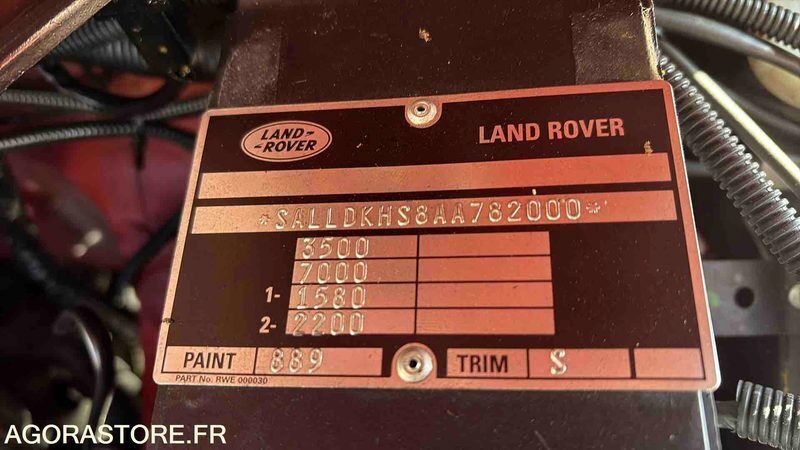 LAND-
-ROVER
LAND ROVER
*SALLDKHS8AA782000*
3500
7000
1- 1580
2- 2200
PAINT 889 TRIM S
PART No. RWE 000030
AGORASTORE.FR